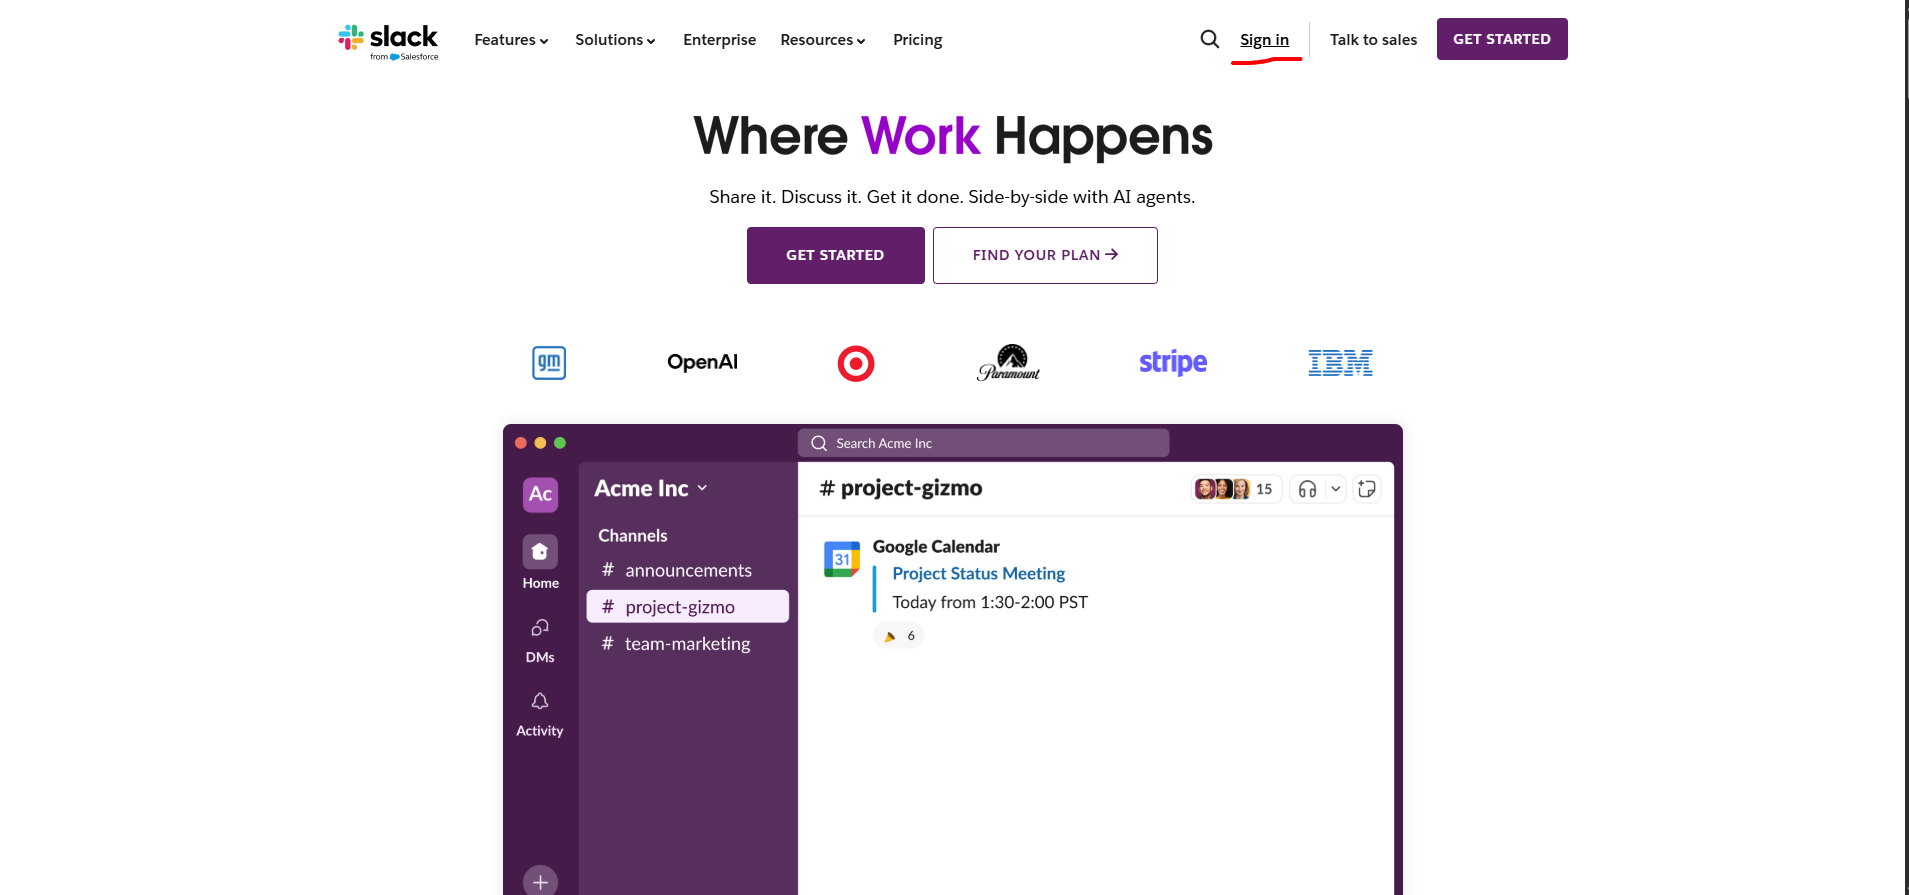 slack
from Salesforce
Features
Solutions
Enterprise
Resources
Pricing
Sign in
Talk to sales
GET STARTED
Where Work Happens
Share it. Discuss it. Get it done. Side-by-side with AI agents.
GET STARTED
FIND YOUR PLAN
gm
OpenAI
Paramount
stripe
IBM
Search Acme Inc
Ac
Home
DMs
Activity
Acme Inc
Channels
# announcements
# project-gizmo
# team-marketing
# project-gizmo
15
31
Google Calendar
Project Status Meeting
Today from 1:30-2:00 PST
6